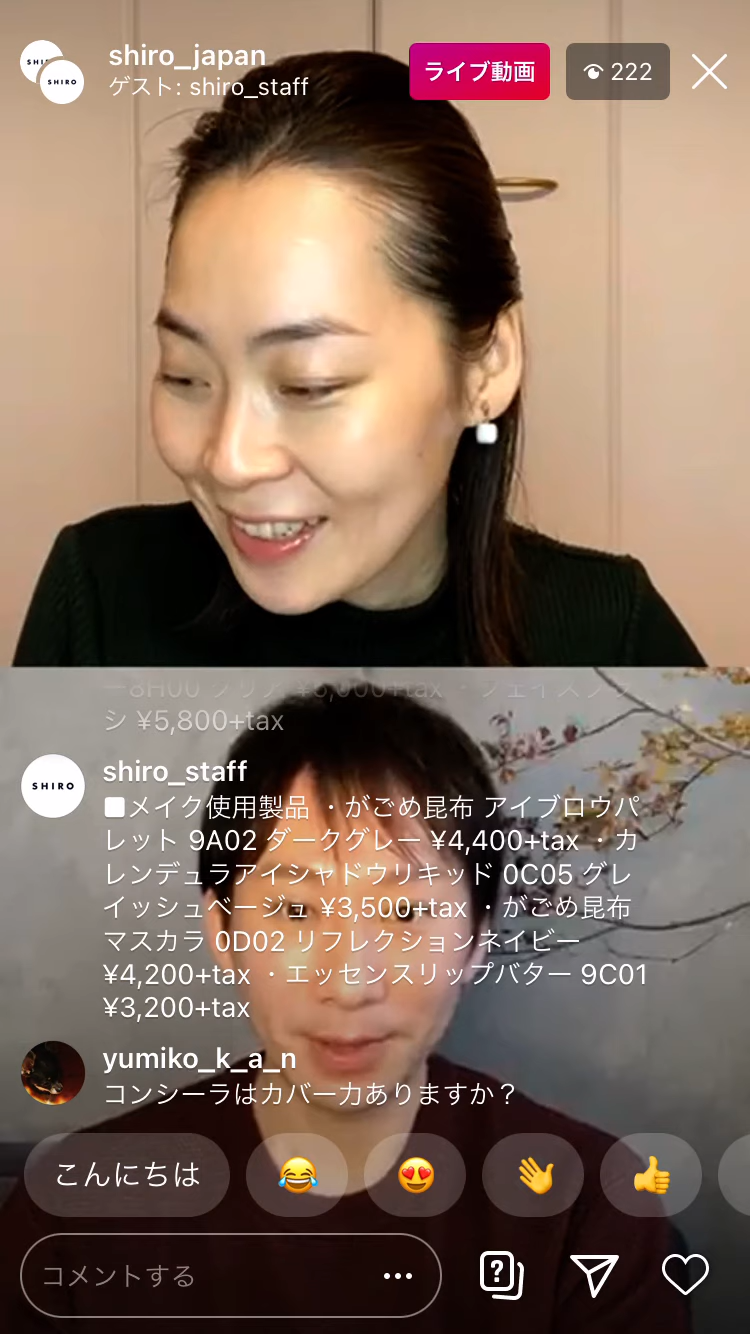 shiro_japan
ゲスト: shiro_staff
ライブ動画
222
SHIRO
シ ¥5,800+tax
shiro_staff
SHIRO
⬜メイク使用製品 ・がごめ昆布 アイブロウパ
レット 9A02 ダークグレー ¥4,400+tax ・カ
レンデュラアイシャドウリキッド 0C05 グレ
イッシュベージュ ¥3,500+tax ・がごめ昆布
マスカラ 0D02 リフレクションネイビー
¥4,200+tax ・エッセンスリップバター 9C01
¥3,200+tax
yumiko_k_a_n
コンシーラはカバー力ありますか？
こんにちは
コメントする